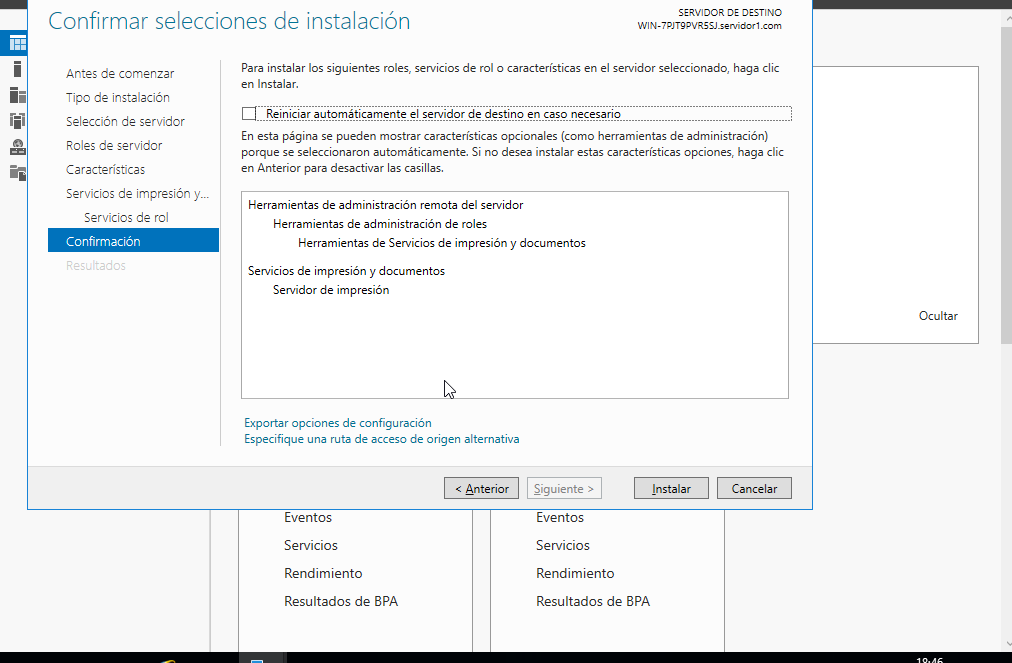 Confirmar selecciones de instalación
SERVIDOR DE DESTINO
WIN-7PJT9PVR5SJ.servidor1.com
Antes de comenzar
Tipo de instalación
Selección de servidor
Roles de servidor
Características
Servicios de impresión y...
Servicios de rol
Confirmación
Resultados
Para instalar los siguientes roles, servicios de rol o características en el servidor seleccionado, haga clic
en Instalar.
Reiniciar automáticamente el servidor de destino en caso necesario
En esta página se pueden mostrar características opcionales (como herramientas de administración)
porque se seleccionaron automáticamente. Si no desea instalar estas características opciones, haga clic
en Anterior para desactivar las casillas.
Herramientas de administración remota del servidor
Herramientas de administración de roles
Herramientas de Servicios de impresión y documentos
Servicios de impresión y documentos
Servidor de impresión
Exportar opciones de configuración
Especifique una ruta de acceso de origen alternativa
< Anterior
Siguiente >
Instalar
Cancelar
Ocultar
Eventos
Servicios
Rendimiento
Resultados de BPA
Eventos
Servicios
Rendimiento
Resultados de BPA
18:46